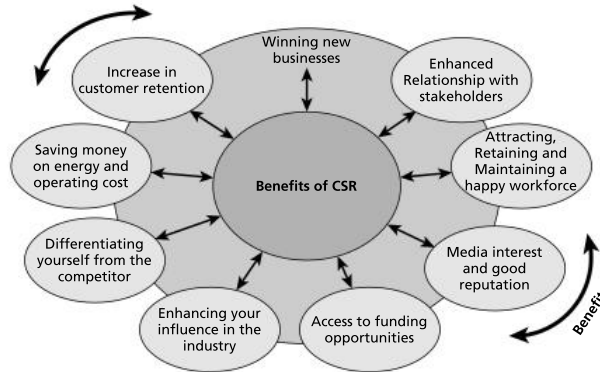 Winning new
businesses
Enhanced
Relationship with
stakeholders
Attracting,
Retaining and
Maintaining a
happy workforce
Media interest
and good
reputation
Access to funding
opportunities
Enhancing your
influence in the
industry
Differentiating
yourself from the
competitor
Saving money
on energy and
operating cost
Increase in
customer retention
Benefits of CSR